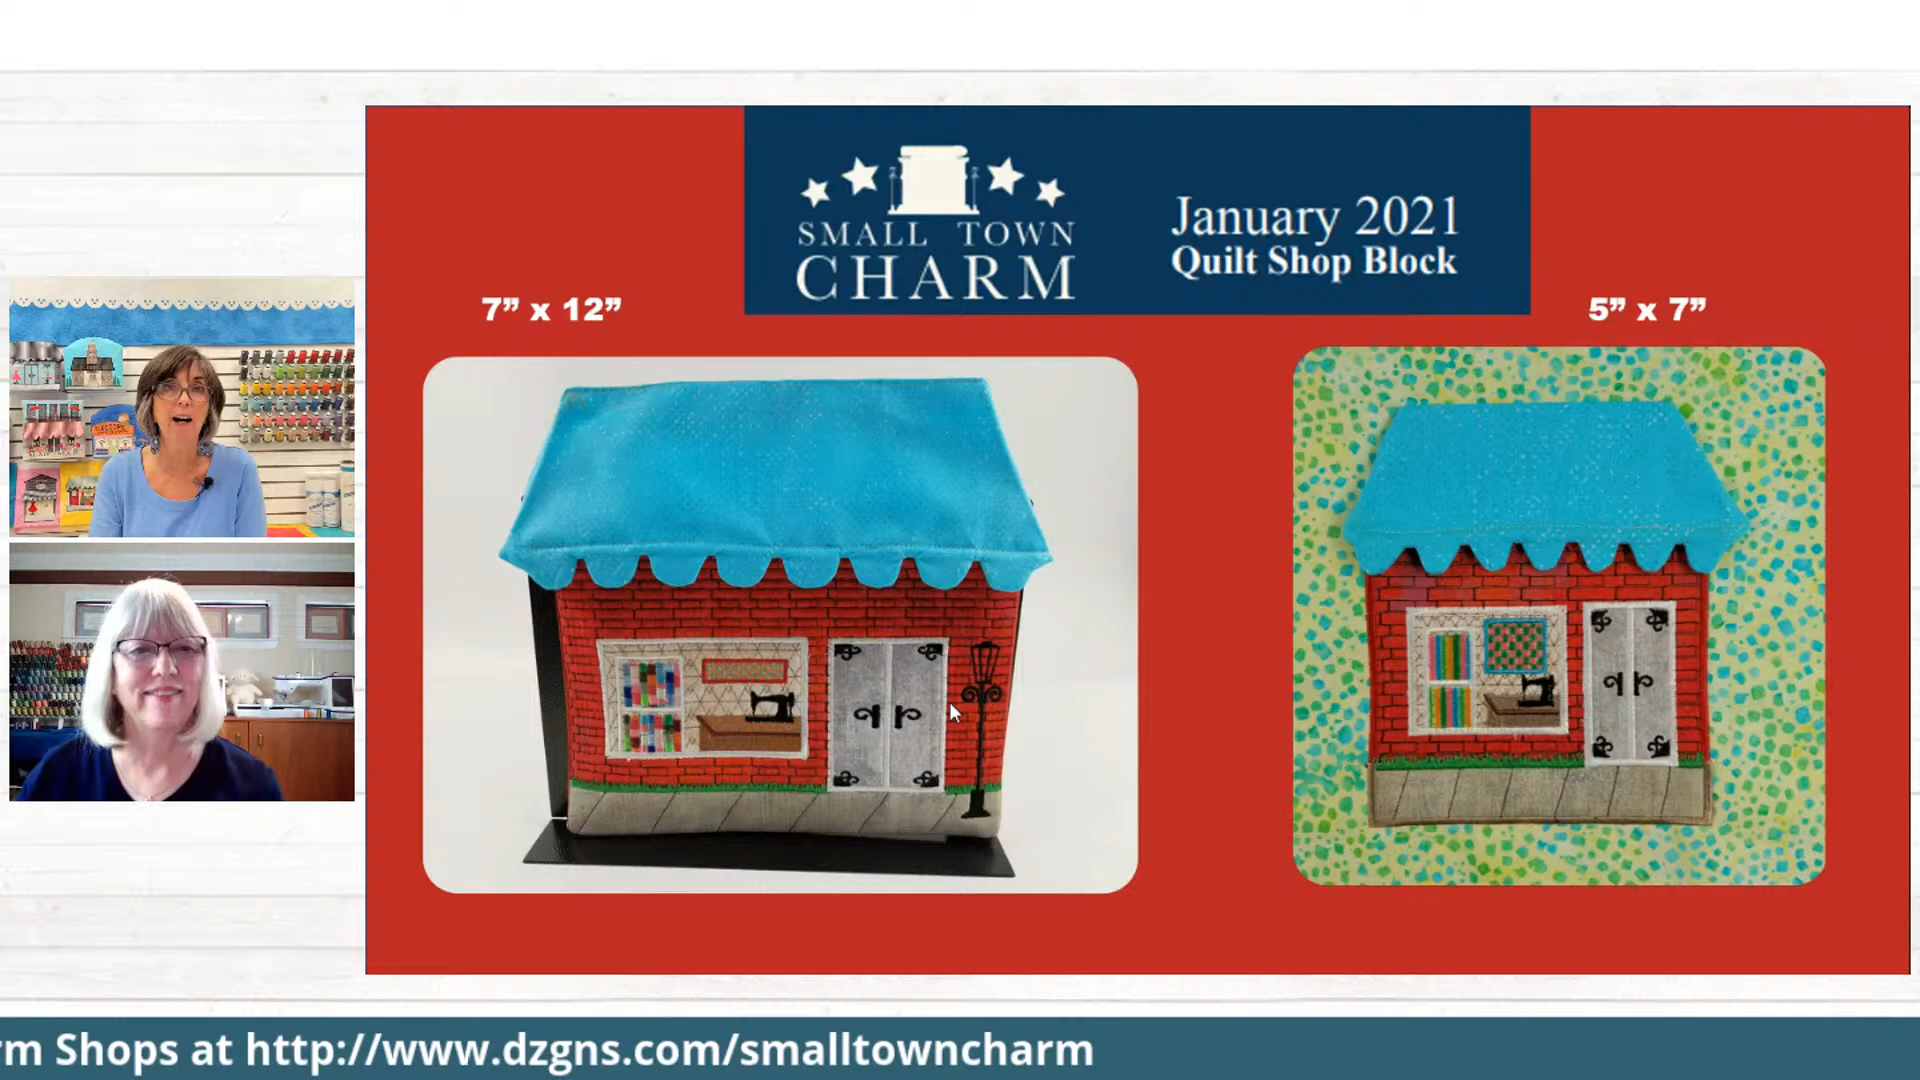 SMALL TOWN
CHARM
January 2021
Quilt Shop Block
7” x 12”
5” x 7”
rm Shops at http://www.dzgns.com/smalltowncharm